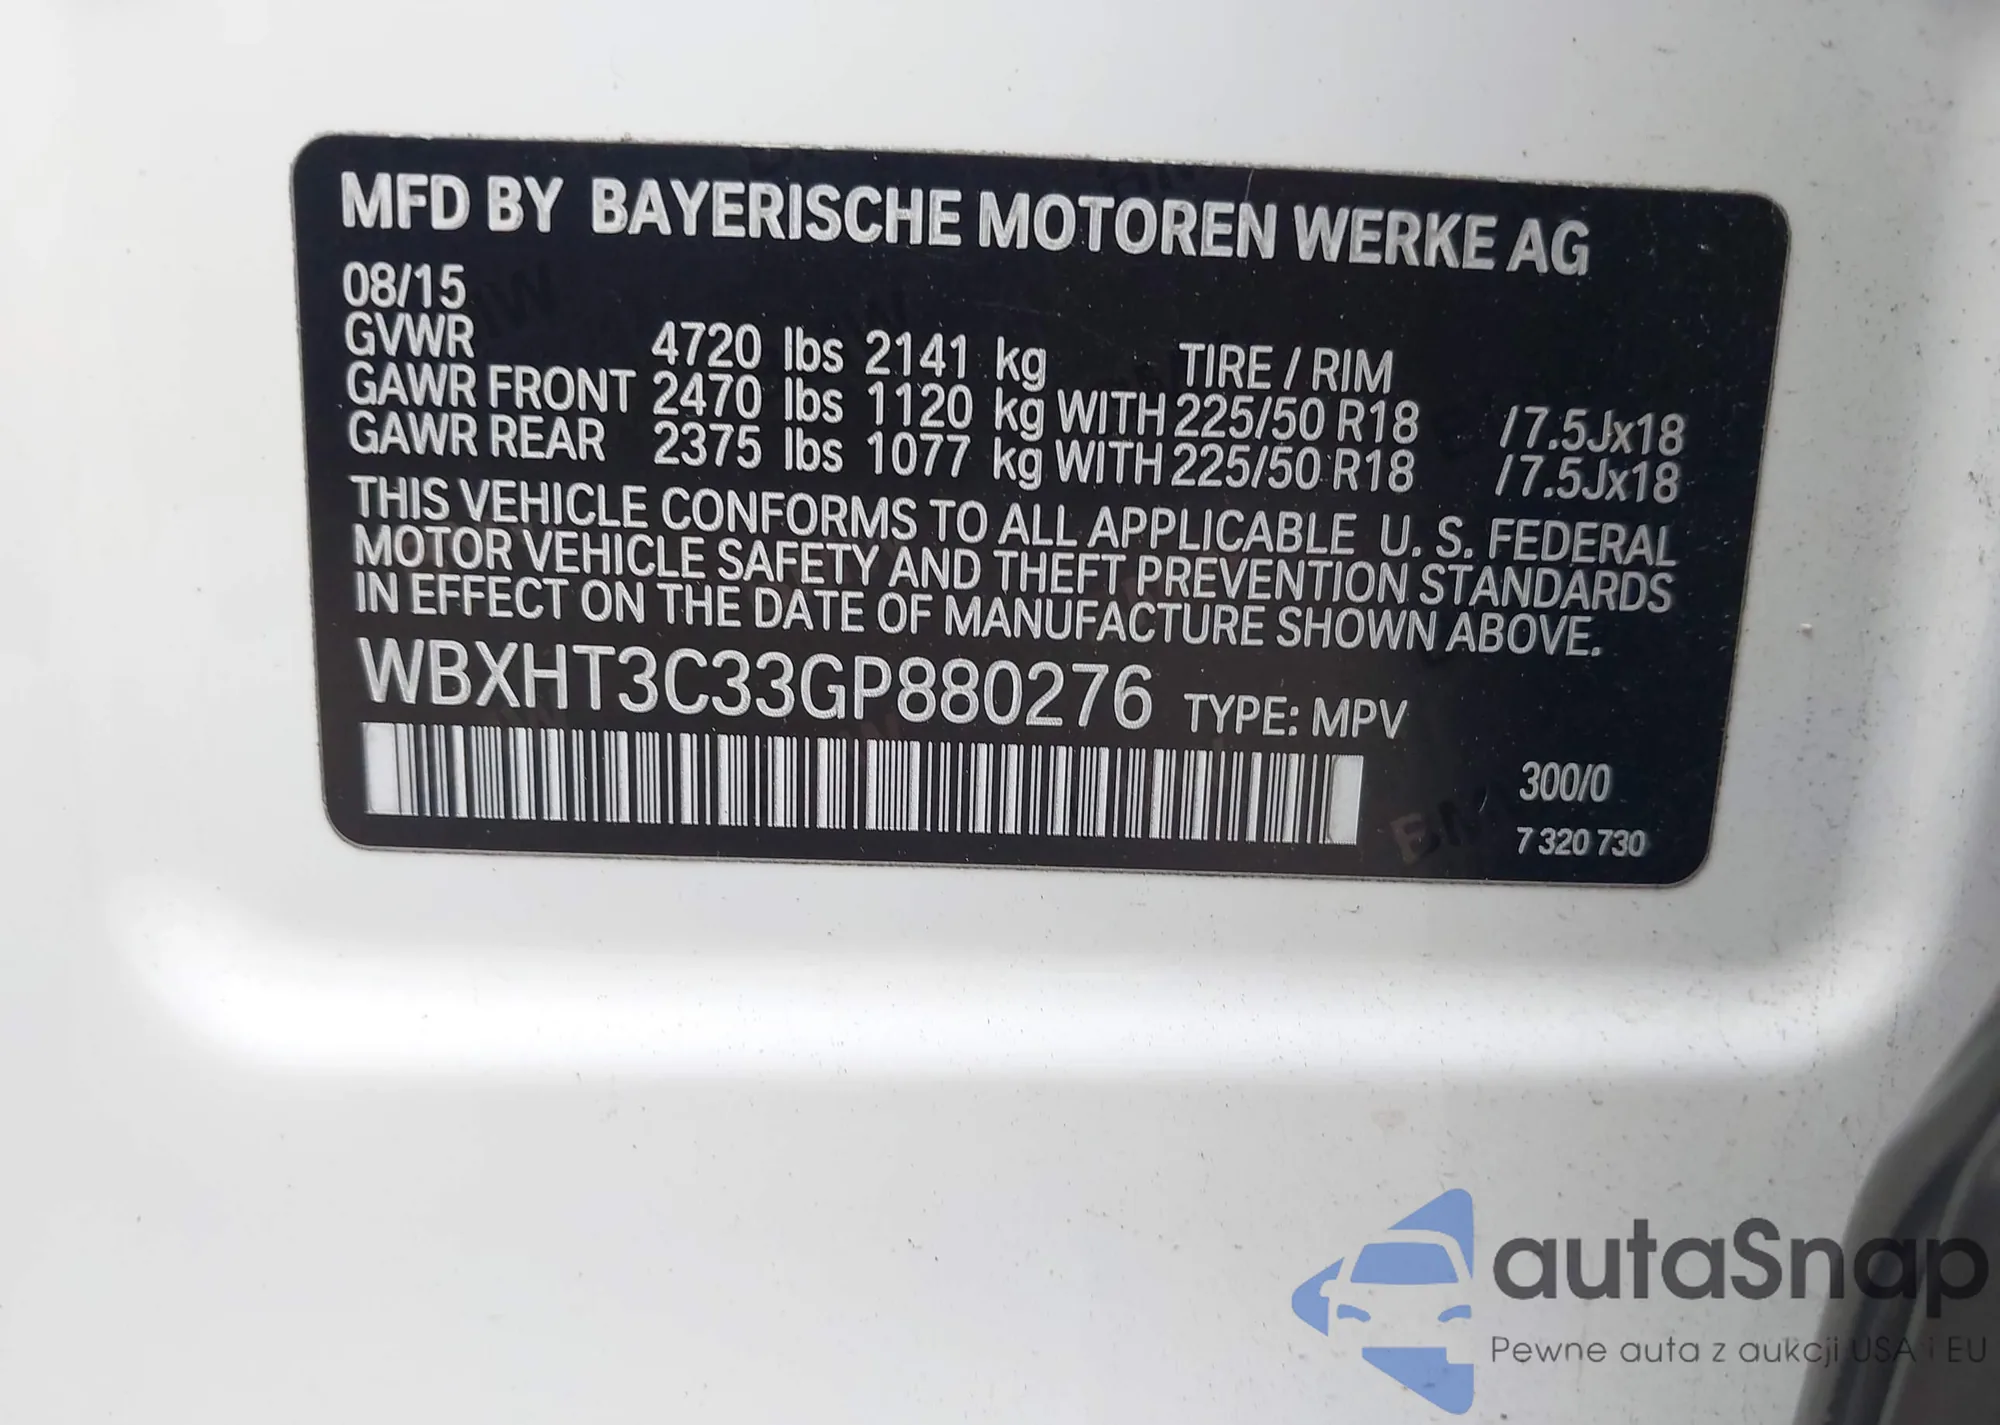 MFD BY BAYERISCHE MOTOREN WERKE AG
08/15
GVWR 4720 lbs 2141 kg TIRE / RIM
GAWR FRONT 2470 lbs 1120 kg WITH 225/50 R18 /7.5Jx18
GAWR REAR 2375 lbs 1077 kg WITH 225/50 R18 /7.5Jx18
THIS VEHICLE CONFORMS TO ALL APPLICABLE U. S. FEDERAL
MOTOR VEHICLE SAFETY AND THEFT PREVENTION STANDARDS
IN EFFECT ON THE DATE OF MANUFACTURE SHOWN ABOVE.
WBXHT3C33GP880276 TYPE: MPV
300/0
7 320 730
BMW
autaSnap
Pewne auta z aukcji USA i EU